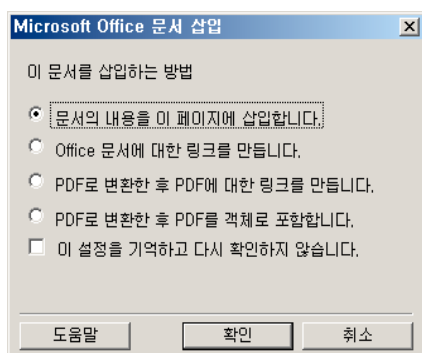 Microsoft Office 문서 삽입
이 문서를 삽입하는 방법
문서의 내용을 이 페이지에 삽입합니다.
Office 문서에 대한 링크를 만듭니다.
PDF로 변환한 후 PDF에 대한 링크를 만듭니다.
PDF로 변환한 후 PDF를 객체로 포함합니다.
이 설정을 기억하고 다시 확인하지 않습니다.
도움말 확인 취소